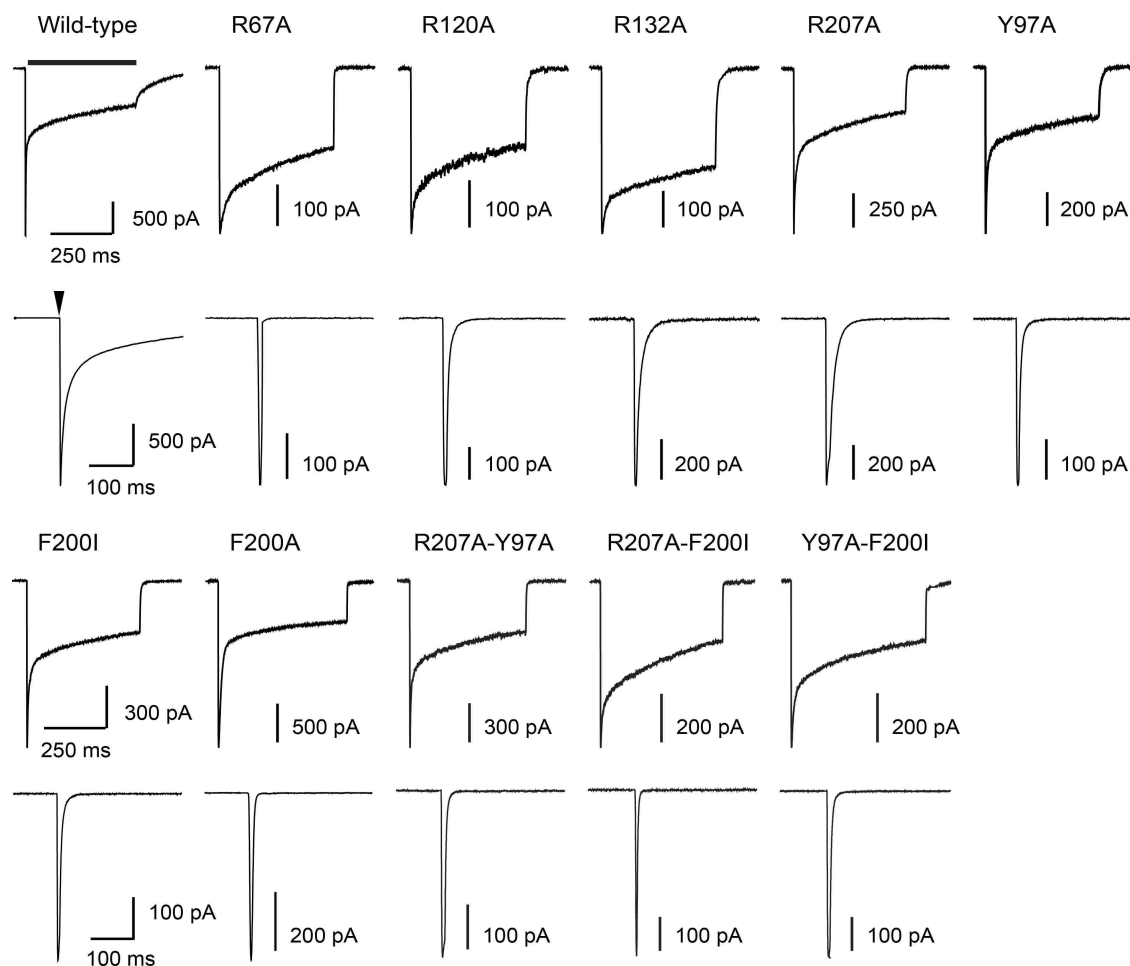 Wild-type R67A R120A R132A R207A Y97A
500 pA 100 pA 100 pA 100 pA 250 pA 200 pA
250 ms
500 pA 100 pA 100 pA 200 pA 200 pA 100 pA
100 ms
F200I F200A R207A-Y97A R207A-F200I Y97A-F200I
300 pA 500 pA 300 pA 200 pA 200 pA
250 ms
100 pA 200 pA 100 pA 100 pA 100 pA
100 ms